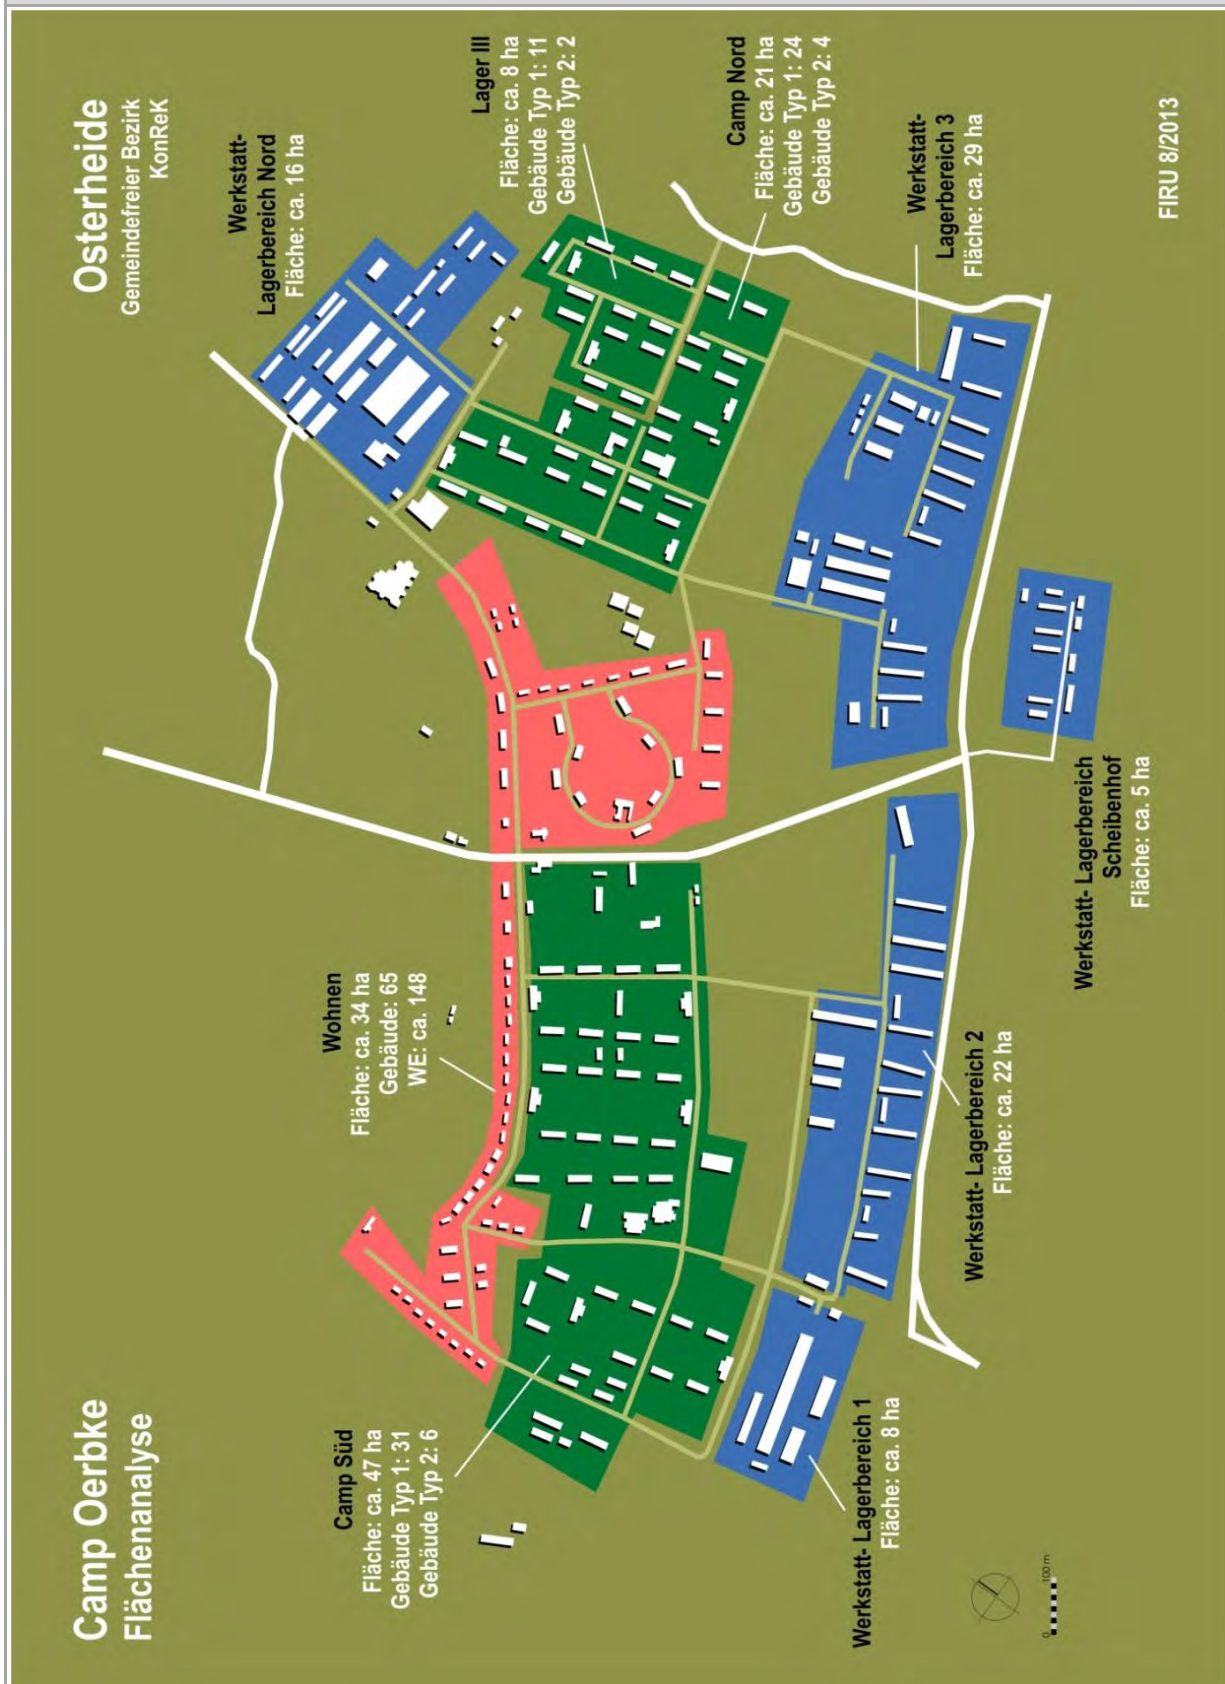 Camp Oerbke
Flächenanalyse
Osterheide
Gemeindefreier Bezirk
KonReK
Werkstatt-
Lagerbereich Nord
Fläche: ca. 16 ha
Lager III
Fläche: ca. 8 ha
Gebäude Typ 1: 11
Gebäude Typ 2: 2
Camp Nord
Fläche: ca. 21 ha
Gebäude Typ 1: 24
Gebäude Typ 2: 4
Wohnen
Fläche: ca. 34 ha
Gebäude: 65
WE: ca. 148
Camp Süd
Fläche: ca. 47 ha
Gebäude Typ 1: 31
Gebäude Typ 2: 6
Werkstatt-
Lagerbereich 3
Fläche: ca. 29 ha
Werkstatt- Lagerbereich 1
Fläche: ca. 8 ha
Werkstatt- Lagerbereich 2
Fläche: ca. 22 ha
Werkstatt- Lagerbereich
Scheibenhof
Fläche: ca. 5 ha
0 100 m
FIRU 8/2013